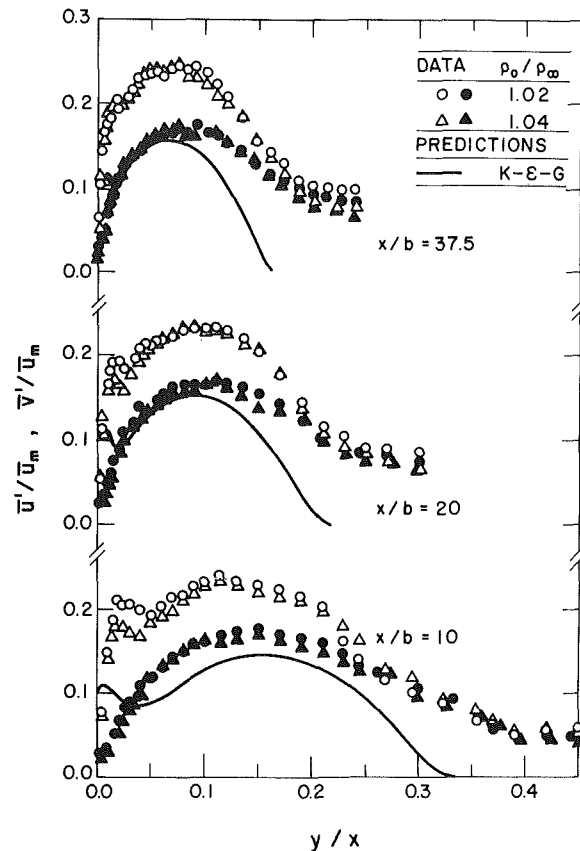 0.3
0.2
0.1
0.0
DATA ρ₀/ρ∞
○ ● 1.02
△ ▲ 1.04
PREDICTIONS
— K-ε-G
x/b = 37.5
0.2
0.1
0.0
x/b = 20
0.2
0.1
0.0
x/b = 10
0.0 0.1 0.2 0.3 0.4
y / x
ū'/ū_m , v̄'/ū_m